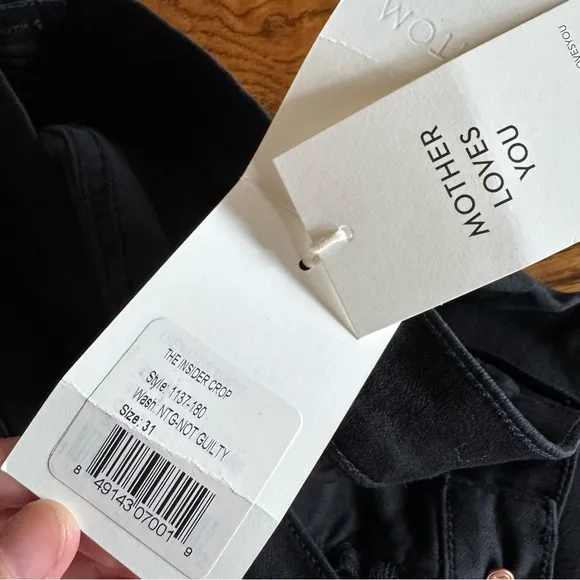 MOTHER
LOVES
YOU
THE INSIDER CROP
Style: 1137-180
Wash: NTG-NOT GUILTY
Size: 31
8 49143 07001 9